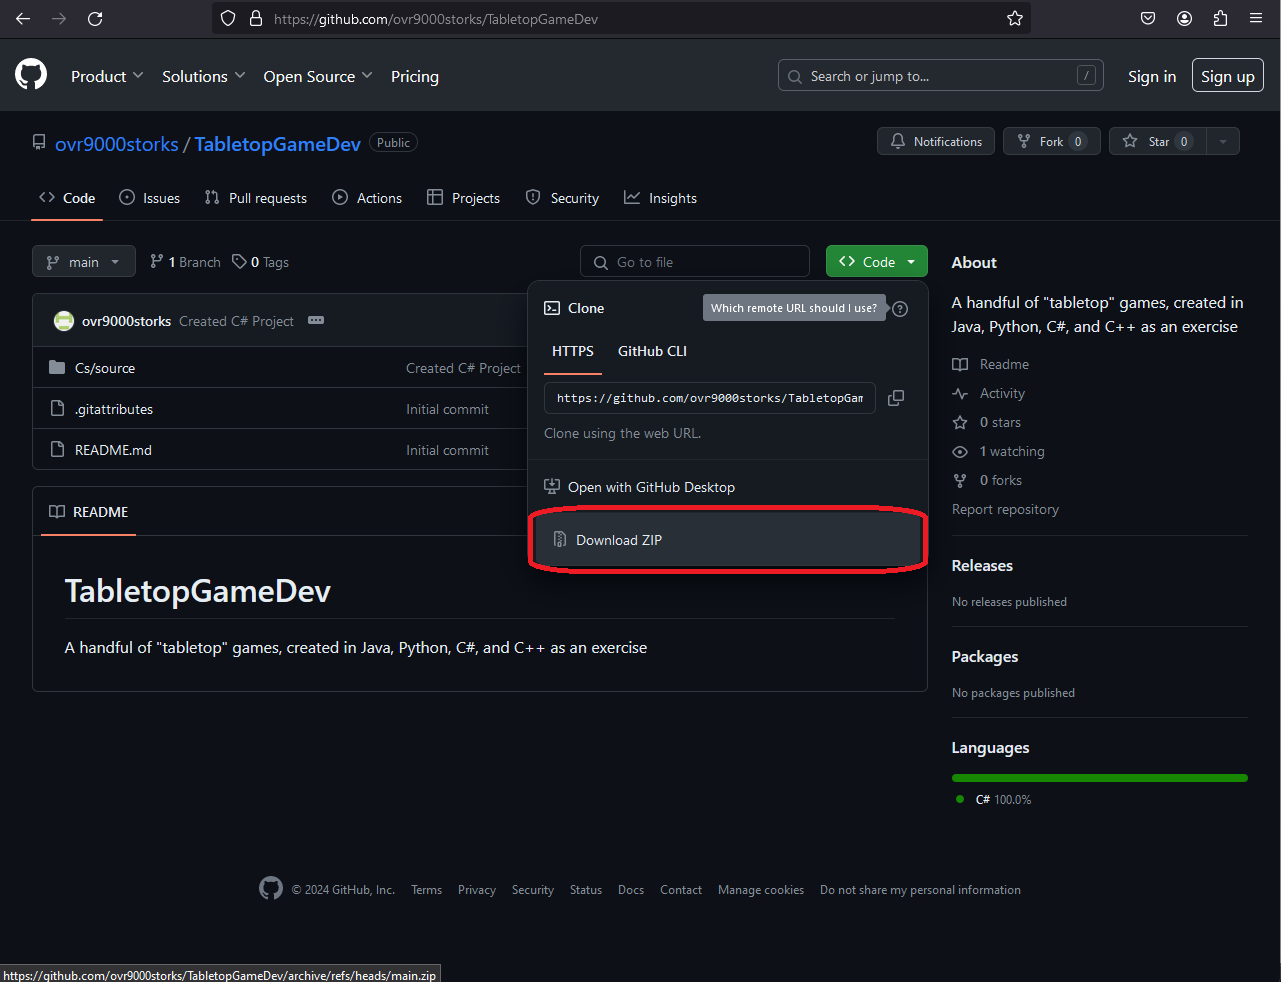 https://github.com/ovr9000storks/TabletopGameDev
Product Solutions Open Source Pricing Search or jump to... / Sign in Sign up
ovr9000storks / TabletopGameDev Public Notifications Fork 0 Star 0
Code Issues Pull requests Actions Projects Security Insights
main 1 Branch 0 Tags Go to file Code
ovr9000storks Created C# Project
Cs/source Created C# Project
.gitattributes Initial commit
README.md Initial commit
README
TabletopGameDev
A handful of "tabletop" games, created in Java, Python, C#, and C++ as an exercise
Clone Which remote URL should I use?
HTTPS GitHub CLI
https://github.com/ovr9000storks/TabletopGam
Clone using the web URL.
Open with GitHub Desktop
Download ZIP
About
A handful of "tabletop" games, created in
Java, Python, C#, and C++ as an exercise
Readme
Activity
0 stars
1 watching
0 forks
Report repository
Releases
No releases published
Packages
No packages published
Languages
C# 100.0%
© 2024 GitHub, Inc. Terms Privacy Security Status Docs Contact Manage cookies Do not share my personal information
https://github.com/ovr9000storks/TabletopGameDev/archive/refs/heads/main.zip